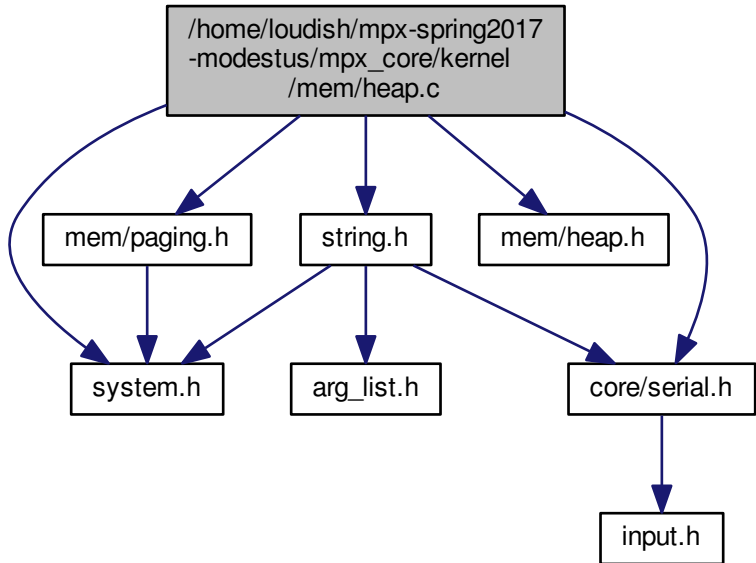 /home/loudish/mpx-spring2017
-modestus/mpx_core/kernel
/mem/heap.c
mem/paging.h
string.h
mem/heap.h
system.h
arg_list.h
core/serial.h
input.h